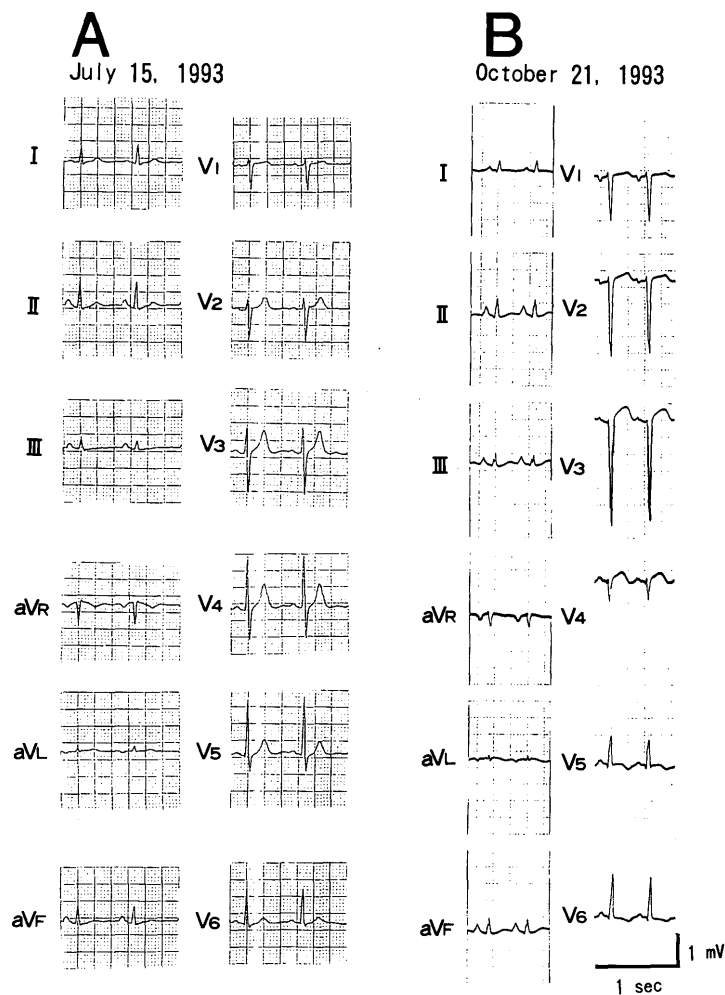 A
July 15, 1993
I
V1
II
V2
III
V3
aVR
V4
aVL
V5
aVF
V6
B
October 21, 1993
I
V1
II
V2
III
V3
aVR
V4
aVL
V5
aVF
V6
1 mV
1 sec